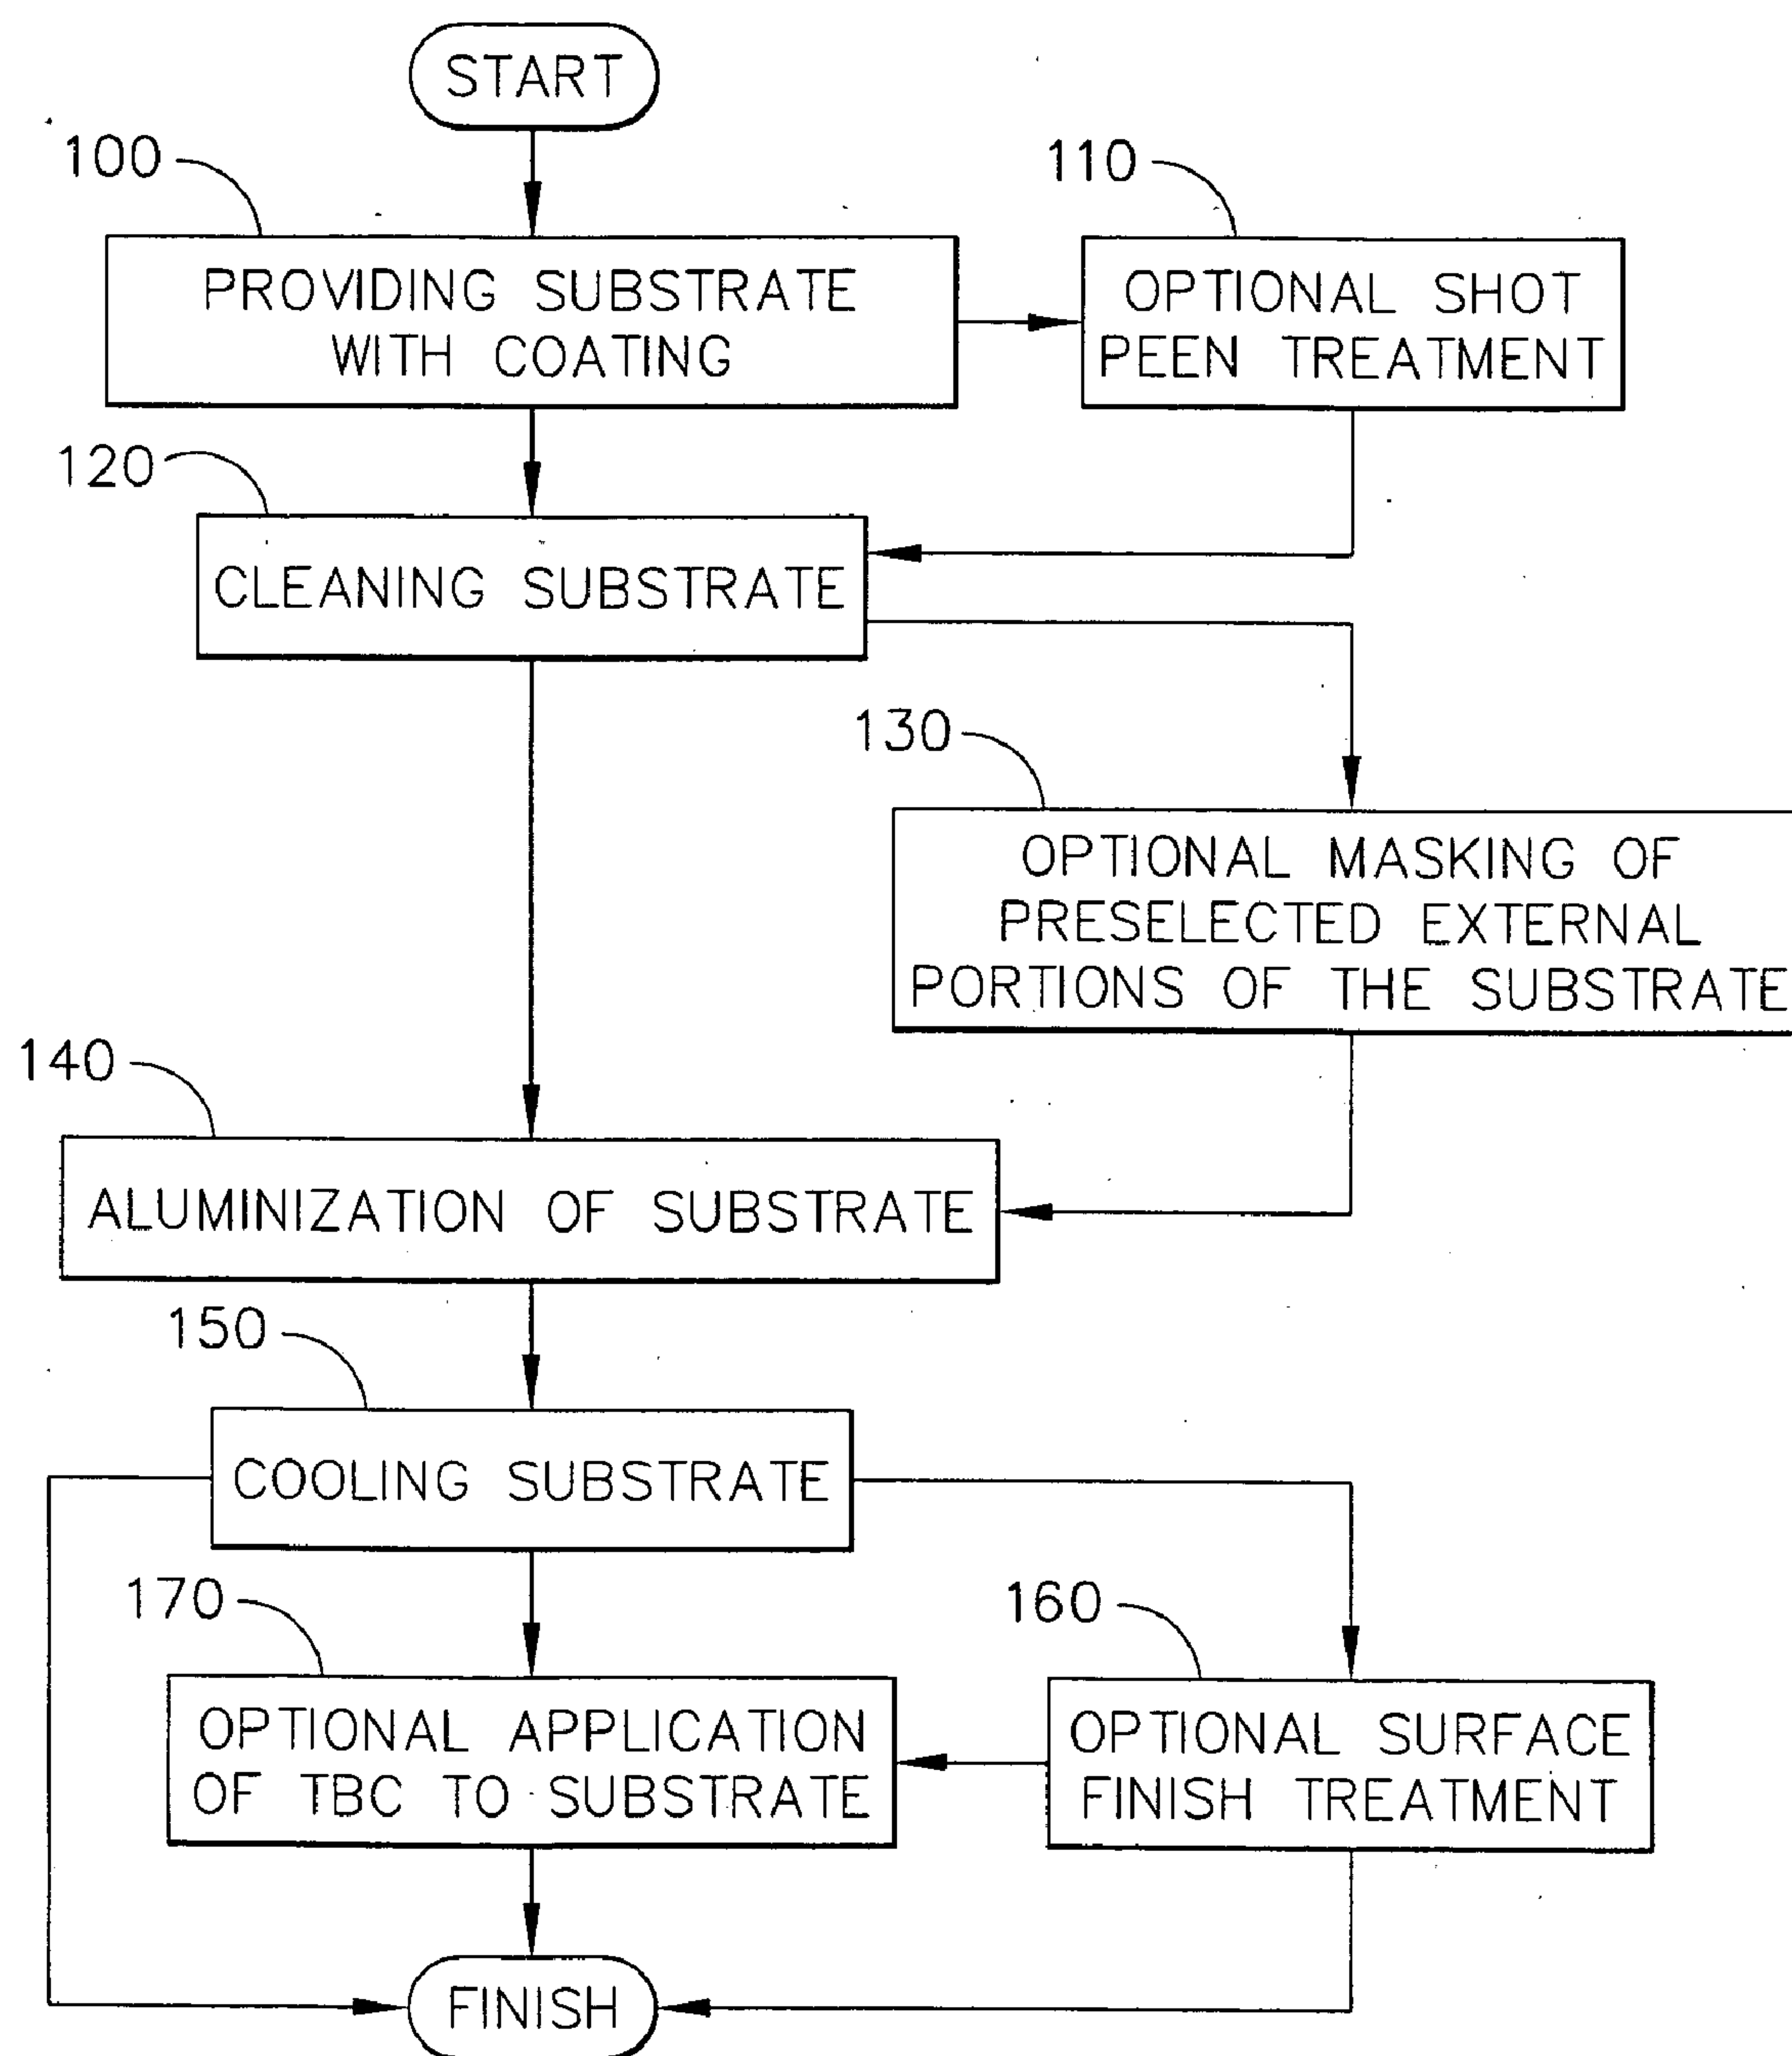 START
100
110
PROVIDING SUBSTRATE
WITH COATING
OPTIONAL SHOT
PEEN TREATMENT
120
CLEANING SUBSTRATE
130
OPTIONAL MASKING OF
PRESELECTED EXTERNAL
PORTIONS OF THE SUBSTRATE
140
ALUMINIZATION OF SUBSTRATE
150
COOLING SUBSTRATE
170
160
OPTIONAL APPLICATION
OF TBC TO SUBSTRATE
OPTIONAL SURFACE
FINISH TREATMENT
FINISH